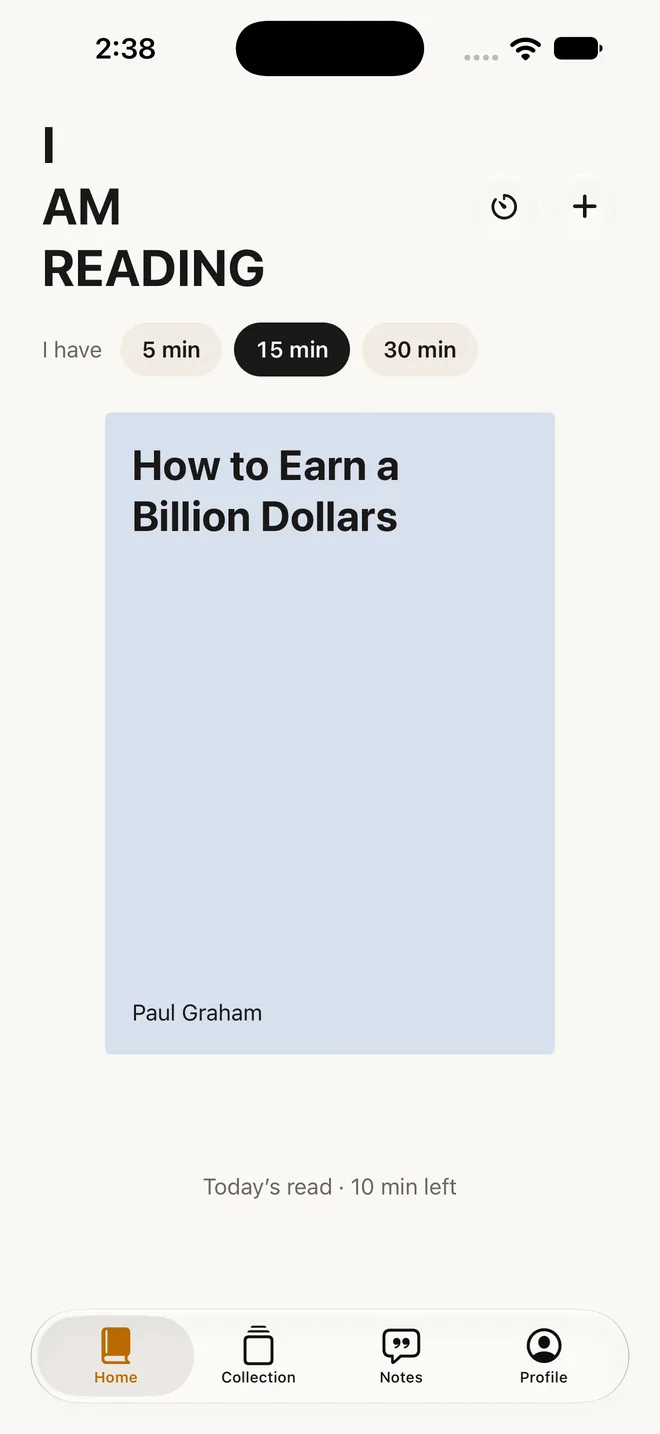 2:38
I
AM
READING
I have 5 min 15 min 30 min
How to Earn a
Billion Dollars
Paul Graham
Today’s read · 10 min left
Home Collection Notes Profile